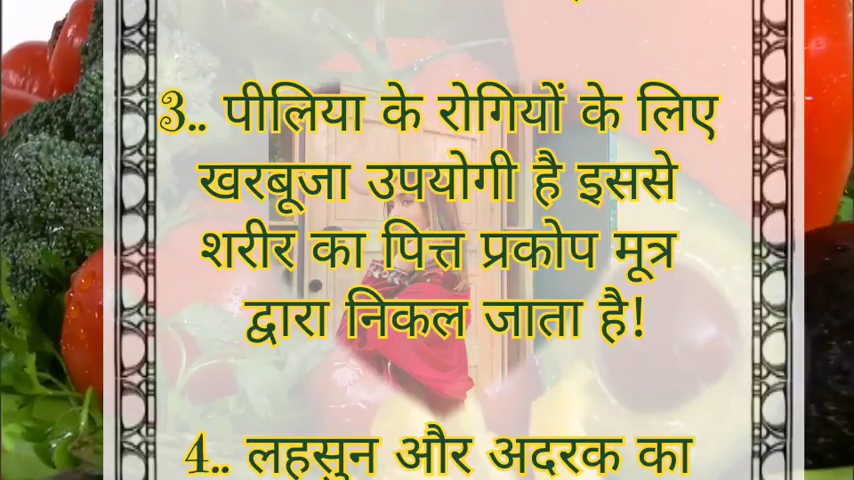 3.. पीलिया के रोगियों के लिए
खरबूजा उपयोगी है इससे
शरीर का पित्त प्रकोप मूत्र
द्वारा निकल जाता है!
4.. लहसुन और अदरक का